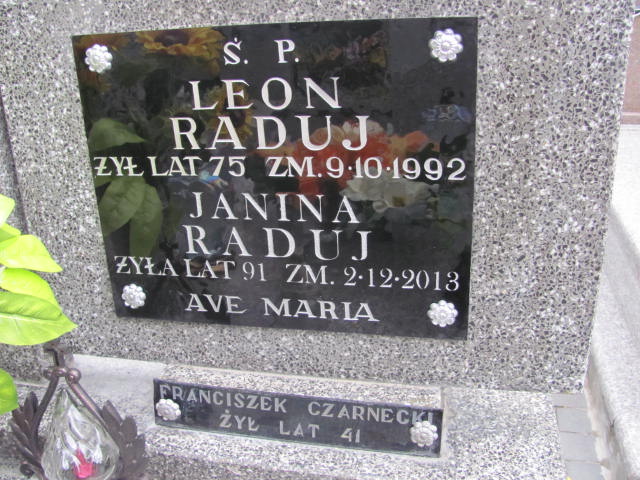 Ś. P.
LEON
RADUJ
ŻYŁ LAT 75 ZM. 9·10·1992
JANINA
RADUJ
ŻYŁA LAT 91 ZM. 2·12·2013
AVE MARIA
FRANCISZEK CZARNECKI
ŻYŁ LAT 41